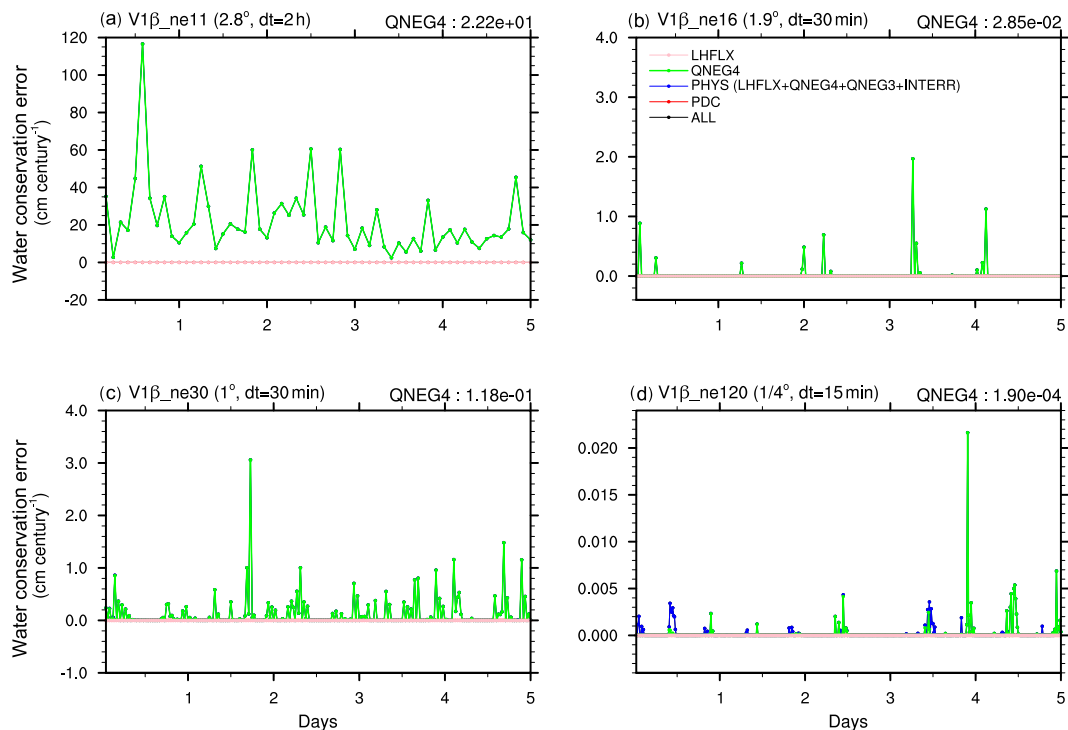 (a) V1β_ne11 (2.8°, dt=2h) QNEG4 : 2.22e+01
(b) V1β_ne16 (1.9°, dt=30 min) QNEG4 : 2.85e-02
Water conservation error
(cm century⁻¹)
120
100
80
60
40
20
0
-20
1 2 3 4 5
4.0
3.0
2.0
1.0
0.0
LHFLX
QNEG4
PHYS (LHFLX+QNEG4+QNEG3+INTERR)
PDC
ALL
1 2 3 4 5
(c) V1β_ne30 (1°, dt=30 min) QNEG4 : 1.18e-01
(d) V1β_ne120 (1/4°, dt=15 min) QNEG4 : 1.90e-04
Water conservation error
(cm century⁻¹)
4.0
3.0
2.0
1.0
0.0
-1.0
1 2 3 4 5
Days
0.020
0.015
0.010
0.005
0.000
1 2 3 4 5
Days